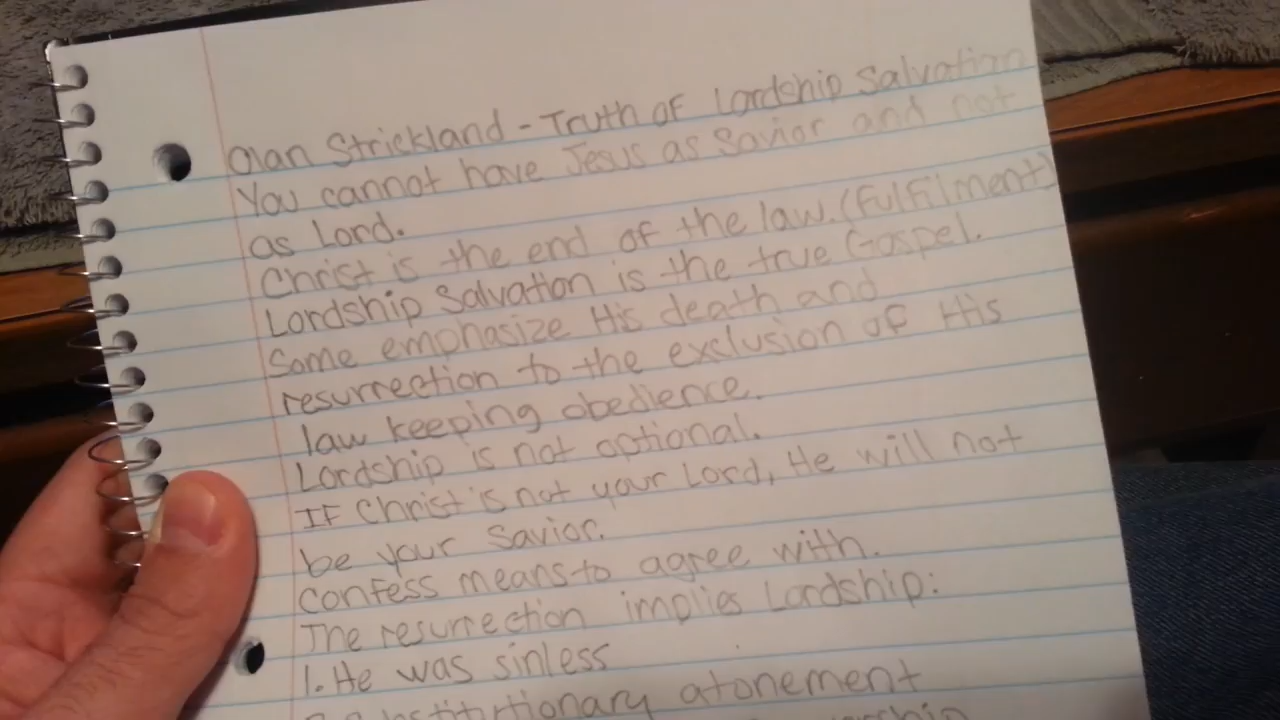 Olan Strickland - Truth of Lordship Salvation
You cannot have Jesus as Savior and not
as Lord.
Christ is the end of the law. (Fulfilment)
Lordship Salvation is the true Gospel.
Some emphasize His death and
resurrection to the exclusion of His
law keeping obedience.
Lordship is not optional.
IF Christ is not your Lord, He will not
be your Savior.
Confess means to agree with.
The resurrection implies Lordship:
1. He was sinless
atonement